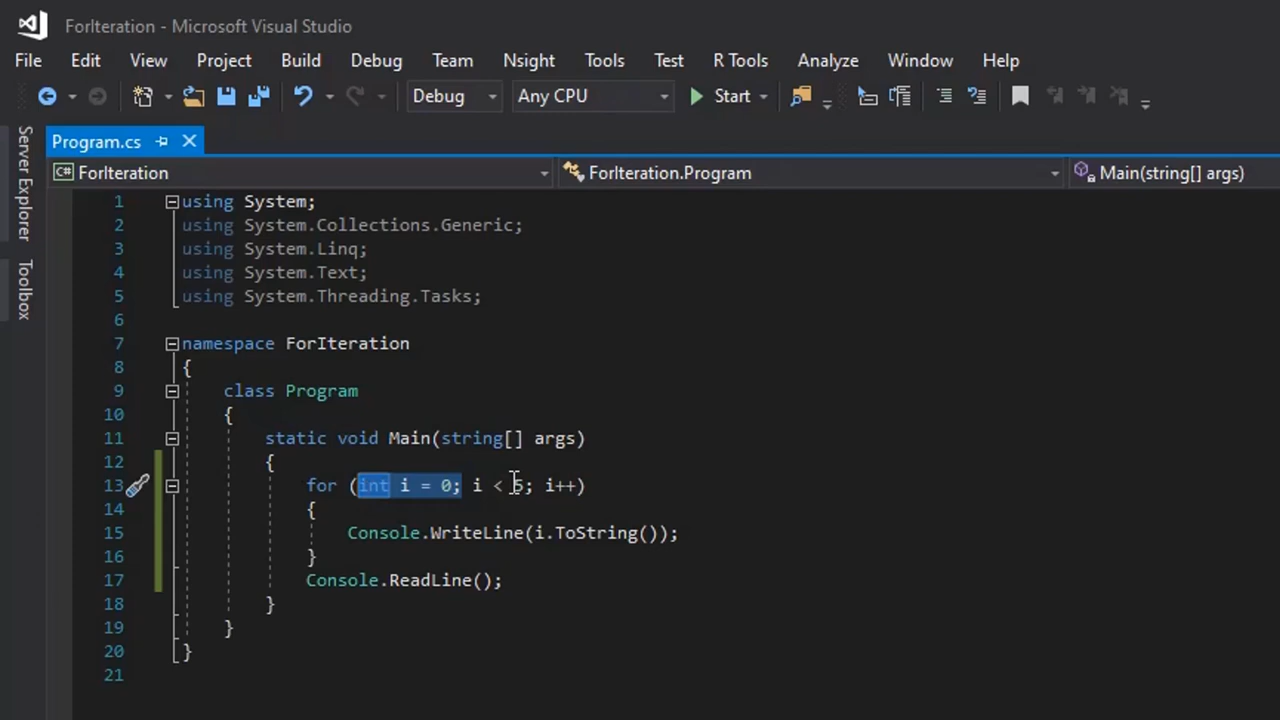 ForIteration - Microsoft Visual Studio
File Edit View Project Build Debug Team Nsight Tools Test R Tools Analyze Window Help
Debug Any CPU Start
Server Explorer
Toolbox
Program.cs
C# ForIteration ForIteration.Program Main(string[] args)
1 using System;
2 using System.Collections.Generic;
3 using System.Linq;
4 using System.Text;
5 using System.Threading.Tasks;
6
7 namespace ForIteration
8 {
9 class Program
10 {
11 static void Main(string[] args)
12 {
13 for (int i = 0; i < 5; i++)
14 {
15 Console.WriteLine(i.ToString());
16 }
17 Console.ReadLine();
18 }
19 }
20 }
21